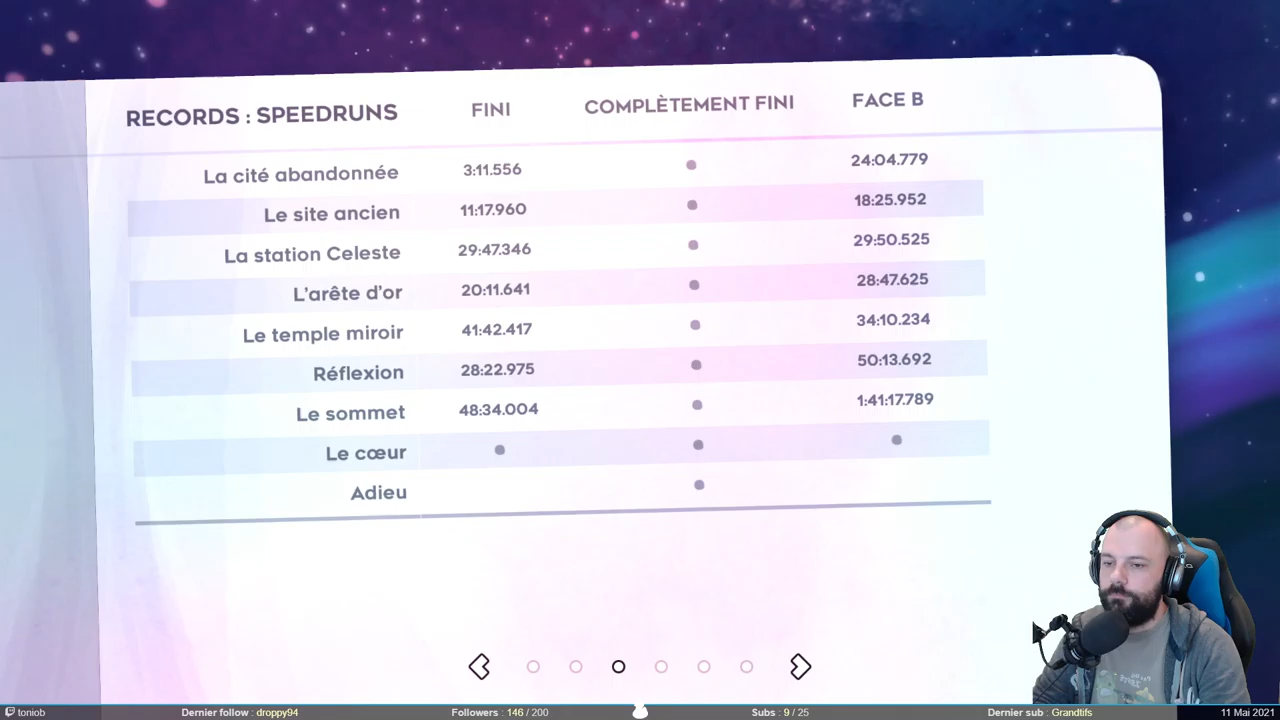 RECORDS : SPEEDRUNS FINI COMPLÈTEMENT FINI FACE B
La cité abandonnée 3:11.556 24:04.779
Le site ancien 11:17.960 18:25.952
La station Celeste 29:47.346 29:50.525
L'arête d'or 20:11.641 28:47.625
Le temple miroir 41:42.417 34:10.234
Réflexion 28:22.975 50:13.692
Le sommet 48:34.004 1:41:17.789
Le cœur
Adieu
toniob Dernier follow : droppy94 Followers : 146 / 200 Subs : 9 / 25 Dernier sub : Grandtifs 11 Mai 2021